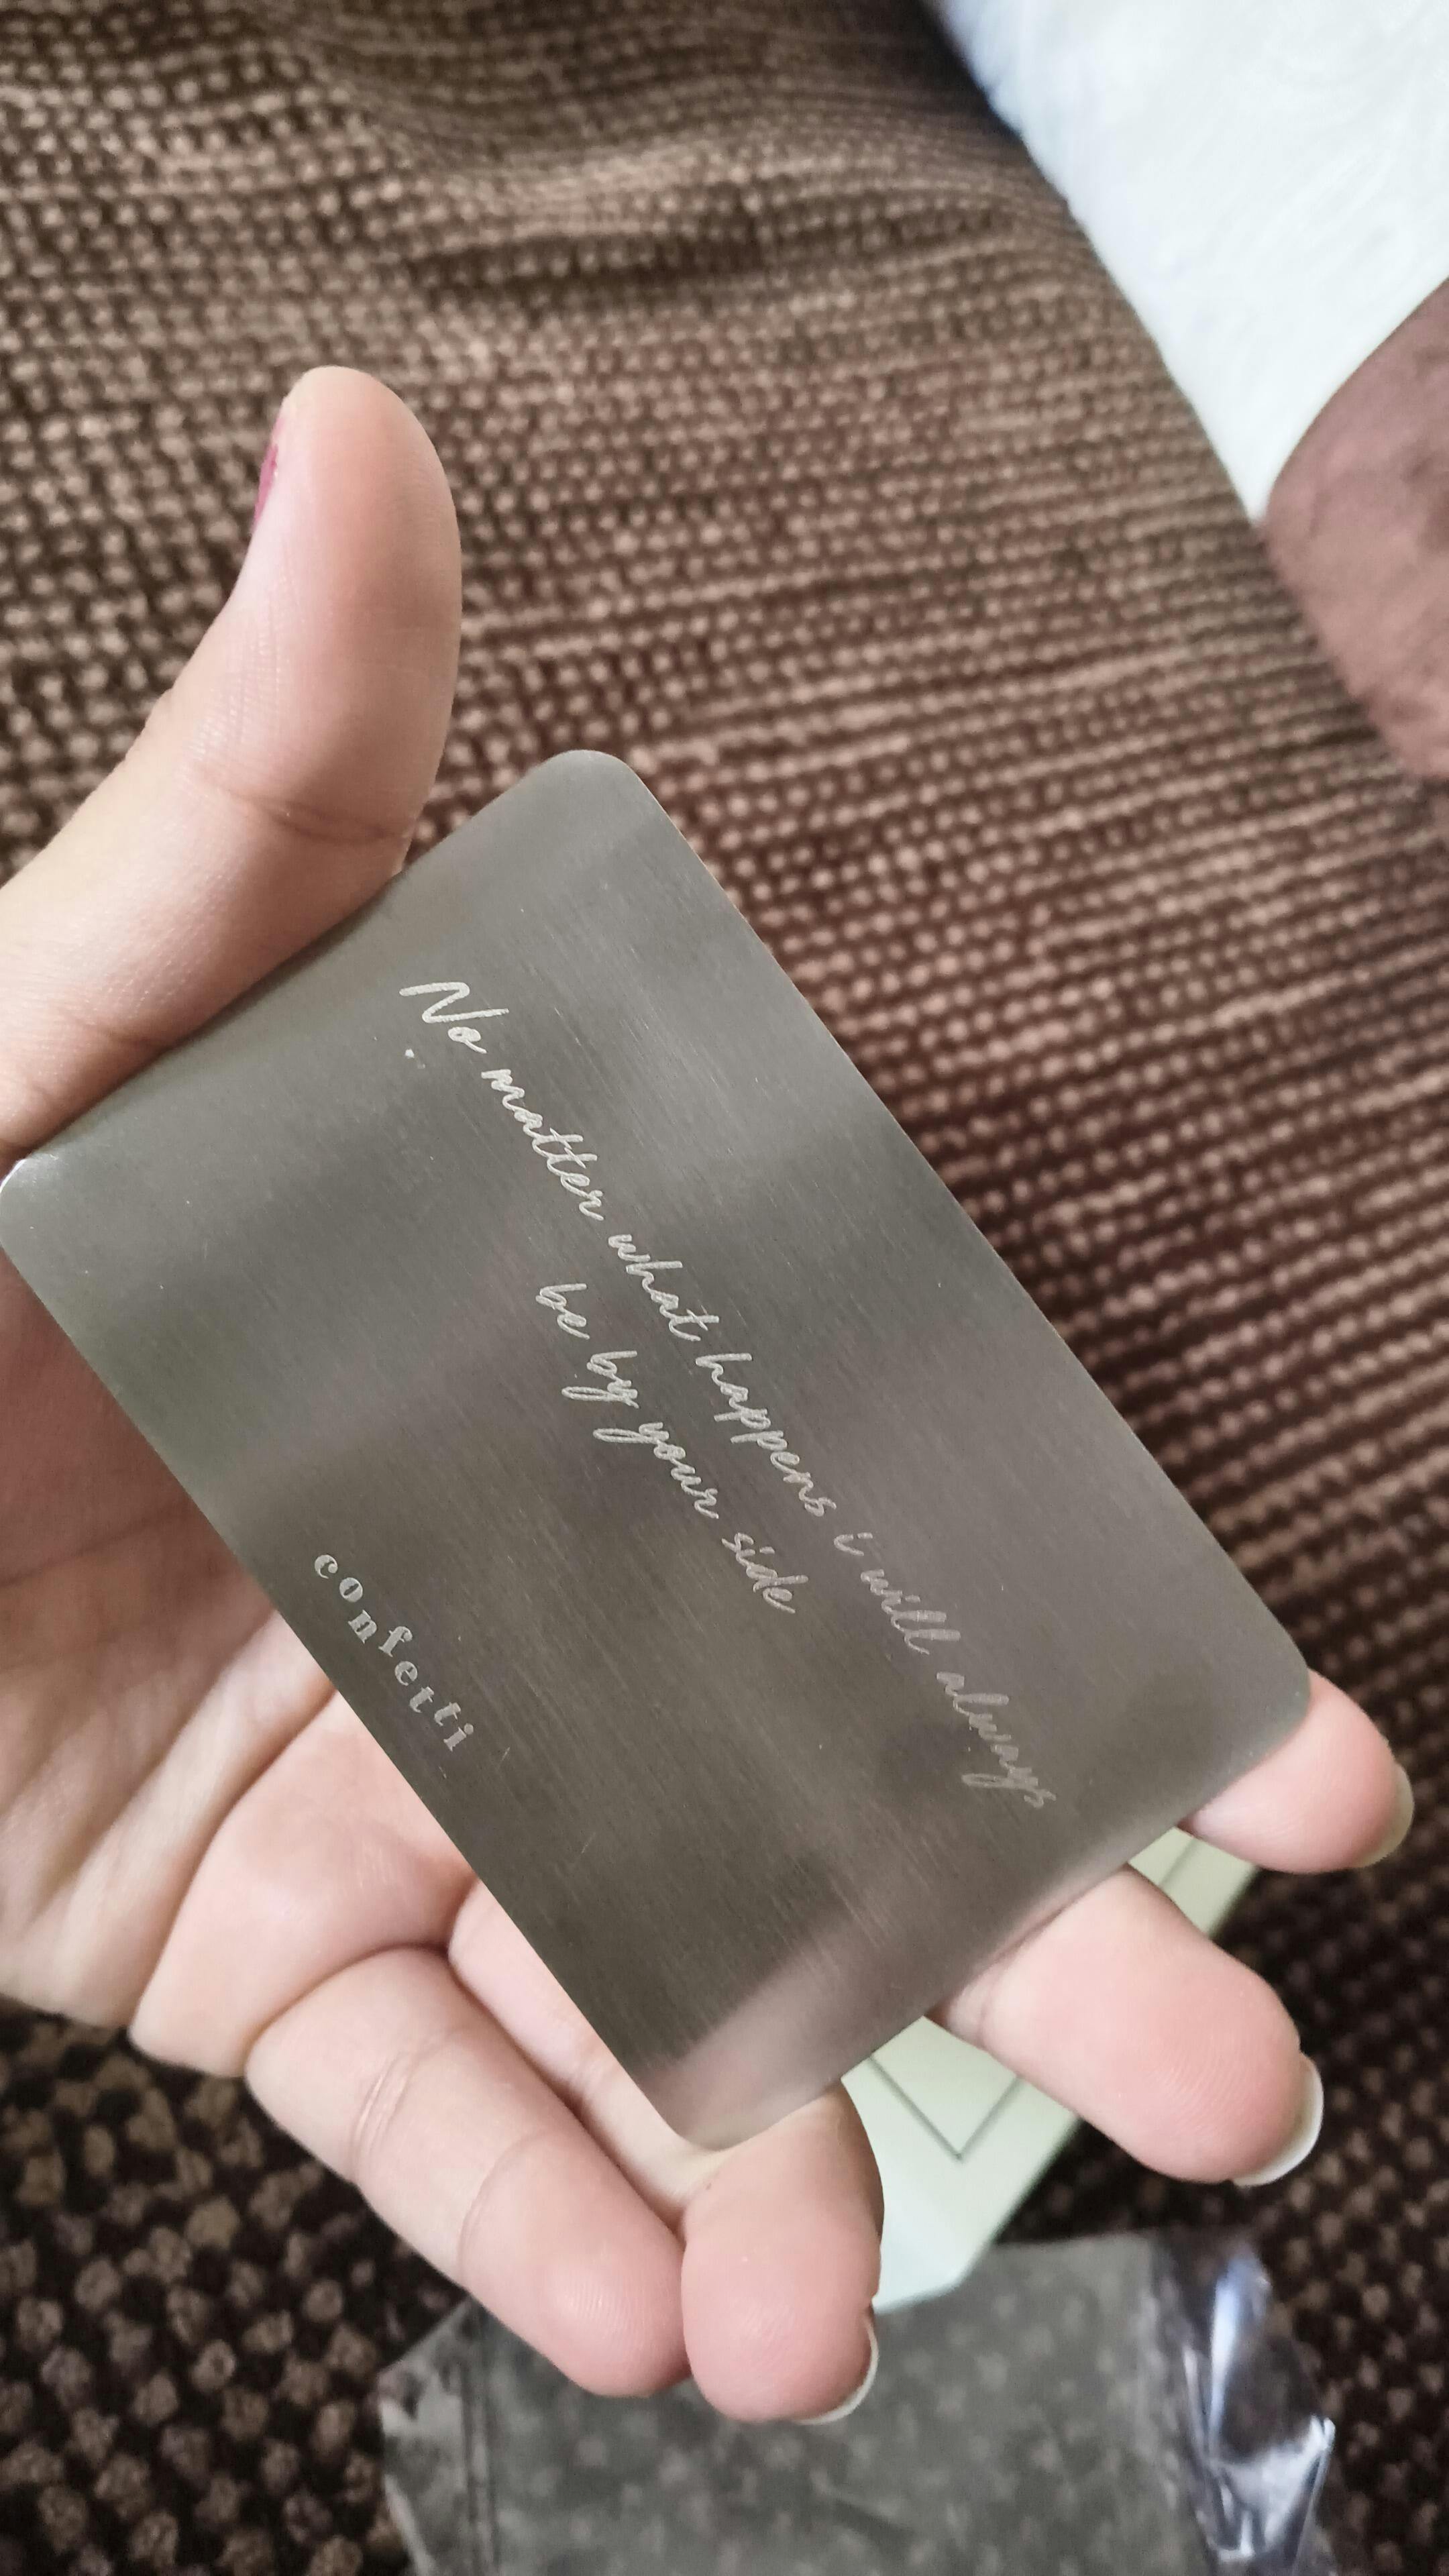 No matter what happens i will always
be by your side
confetti